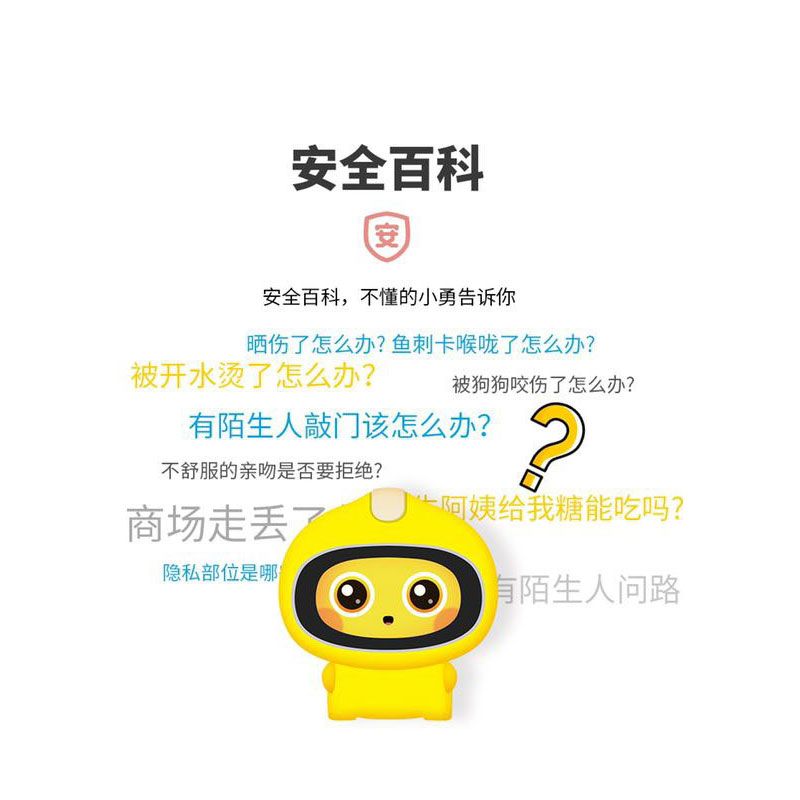 安全百科
安
安全百科，不懂的小勇告诉你
晒伤了怎么办? 鱼刺卡喉咙了怎么办?
被开水烫了怎么办?
被狗狗咬伤了怎么办?
有陌生人敲门该怎么办?
?
不舒服的亲吻是否要拒绝?
阿姨给我糖能吃吗?
商场走丢了
隐私部位是哪
有陌生人问路